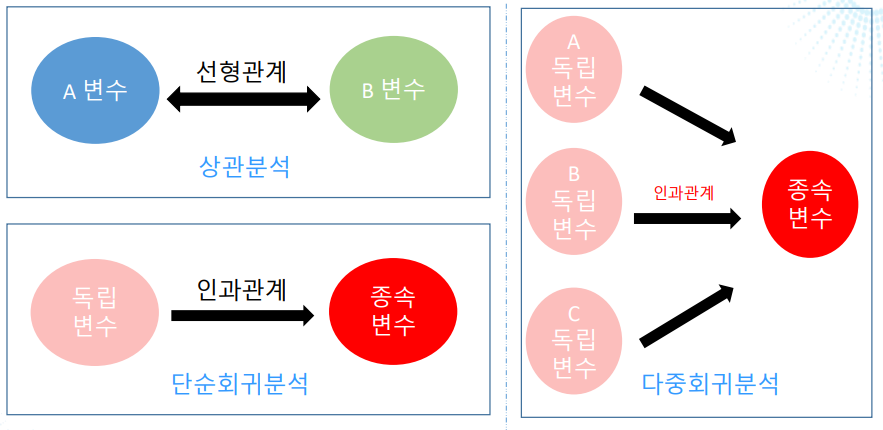 A 변수
선형관계
B 변수
상관분석
독립
변수
인과관계
종속
변수
단순회귀분석
A
독립
변수
B
독립
변수
C
독립
변수
인과관계
종속
변수
다중회귀분석